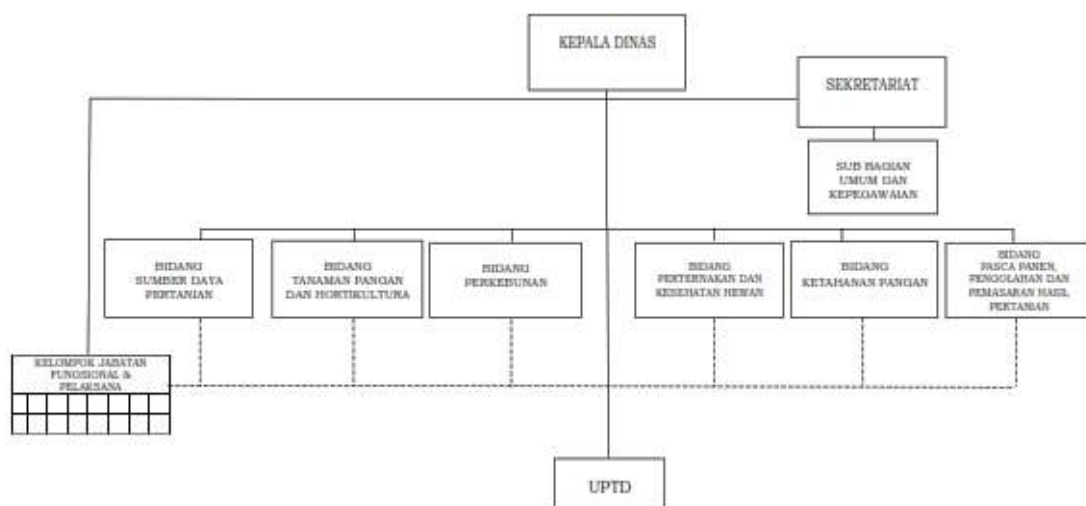 KEPALA DINAS
SEKRETARIAT
SUB BAGIAN
UMUM DAN
KEPEGAWAIAN
BIDANG
SUMBER DAYA
PERTANIAN
BIDANG
TANAMAN PANGAN
DAN HORTIKULTURA
BIDANG
PERKEBUNAN
BIDANG
PERTERNAKAN DAN
KESEHATAN HEWAN
BIDANG
KETAHANAN PANGAN
BIDANG
PASCA PANEN,
PENGOLAHAN DAN
PEMASARAN HASIL
PERTANIAN
KELOMPOK JABATAN
FUNGSIONAL &
PELAKSANA
UPTD